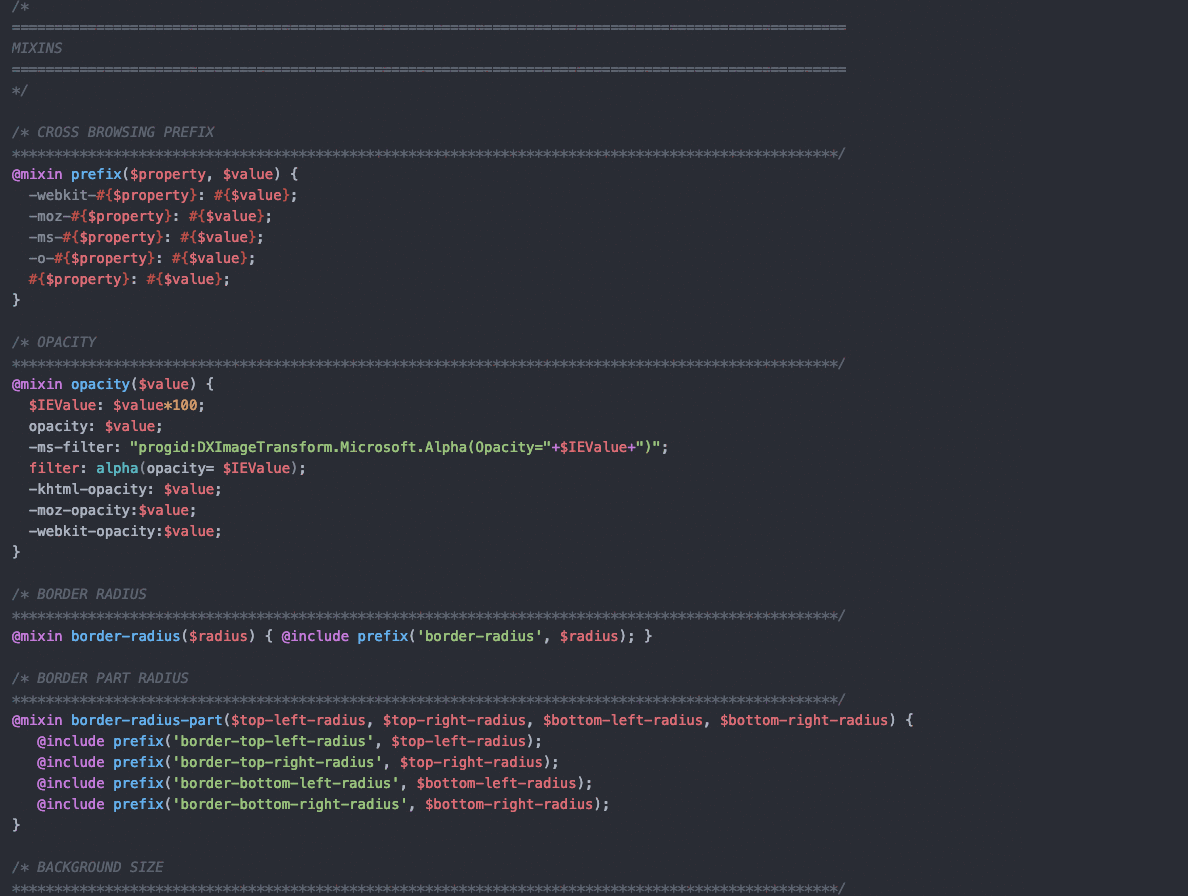 /*
===================================================================================================
MIXINS
===================================================================================================
*/
/* CROSS BROWSING PREFIX
**************************************************************************************************/
@mixin prefix($property, $value) {
  -webkit-#{$property}: #{$value};
  -moz-#{$property}: #{$value};
  -ms-#{$property}: #{$value};
  -o-#{$property}: #{$value};
  #{$property}: #{$value};
}
/* OPACITY
**************************************************************************************************/
@mixin opacity($value) {
  $IEValue: $value*100;
  opacity: $value;
  -ms-filter: "progid:DXImageTransform.Microsoft.Alpha(Opacity="+$IEValue+")";
  filter: alpha(opacity= $IEValue);
  -khtml-opacity: $value;
  -moz-opacity:$value;
  -webkit-opacity:$value;
}
/* BORDER RADIUS
**************************************************************************************************/
@mixin border-radius($radius) { @include prefix('border-radius', $radius); }
/* BORDER PART RADIUS
**************************************************************************************************/
@mixin border-radius-part($top-left-radius, $top-right-radius, $bottom-left-radius, $bottom-right-radius) {
   @include prefix('border-top-left-radius', $top-left-radius);
   @include prefix('border-top-right-radius', $top-right-radius);
   @include prefix('border-bottom-left-radius', $bottom-left-radius);
   @include prefix('border-bottom-right-radius', $bottom-right-radius);
}
/* BACKGROUND SIZE
**************************************************************************************************/